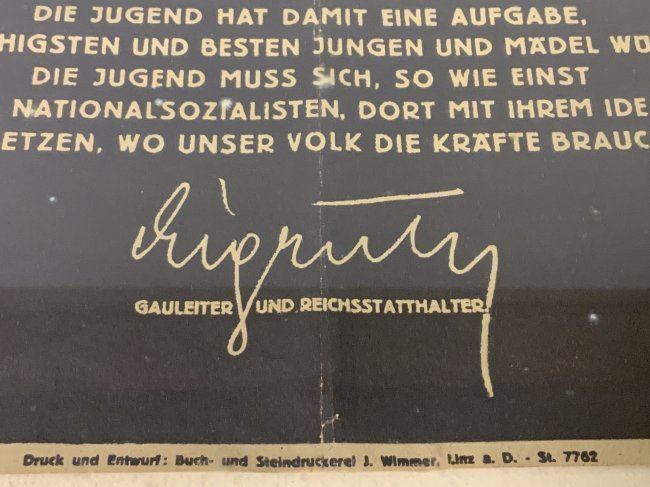 DIE JUGEND HAT DAMIT EINE AUFGABE,
HIGSTEN UND BESTEN JUNGEN UND MÄDEL WÜ
DIE JUGEND MUSS SICH, SO WIE EINST
NATIONALSOZIALISTEN, DORT MIT IHREM IDE
ETZEN, WO UNSER VOLK DIE KRÄFTE BRAUC
GAULEITER UND REICHSSTATTHALTER.
Druck und Entwurf: Buch- und Steindruckerei J. Wimmer, Linz a. D. - St. 7762